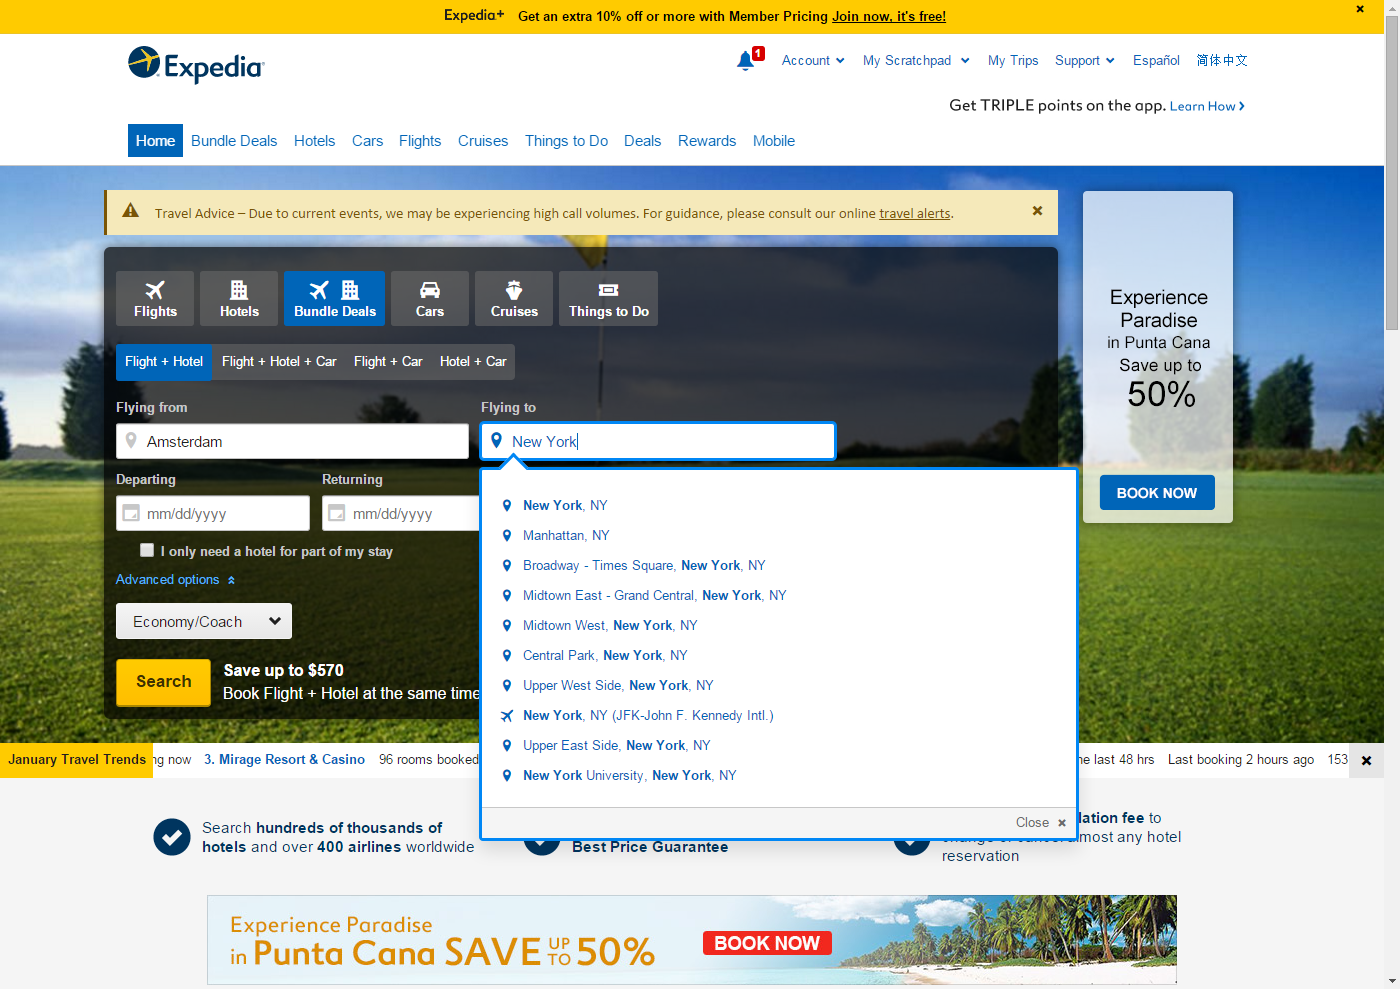 Expedia+ Get an extra 10% off or more with Member Pricing Join now, it's free!
Expedia
1 Account My Scratchpad My Trips Support Español 简体中文
Get TRIPLE points on the app. Learn How
Home Bundle Deals Hotels Cars Flights Cruises Things to Do Deals Rewards Mobile
Travel Advice – Due to current events, we may be experiencing high call volumes. For guidance, please consult our online travel alerts.
Flights Hotels Bundle Deals Cars Cruises Things to Do
Flight + Hotel Flight + Hotel + Car Flight + Car Hotel + Car
Flying from Flying to
Amsterdam New York
Departing Returning
mm/dd/yyyy mm/dd/yyyy
I only need a hotel for part of my stay
Advanced options
Economy/Coach
Search
Save up to $570
Book Flight + Hotel at the same time
New York, NY
Manhattan, NY
Broadway - Times Square, New York, NY
Midtown East - Grand Central, New York, NY
Midtown West, New York, NY
Central Park, New York, NY
Upper West Side, New York, NY
New York, NY (JFK-John F. Kennedy Intl.)
Upper East Side, New York, NY
New York University, New York, NY
Close
Experience
Paradise
in Punta Cana
Save up to
50%
BOOK NOW
January Travel Trends ng now 3. Mirage Resort & Casino 96 rooms booked he last 48 hrs Last booking 2 hours ago 153
Search hundreds of thousands of
hotels and over 400 airlines worldwide
Best Price Guarantee
lation fee to
most any hotel
reservation
Experience Paradise
in Punta Cana SAVE UP TO 50%
BOOK NOW